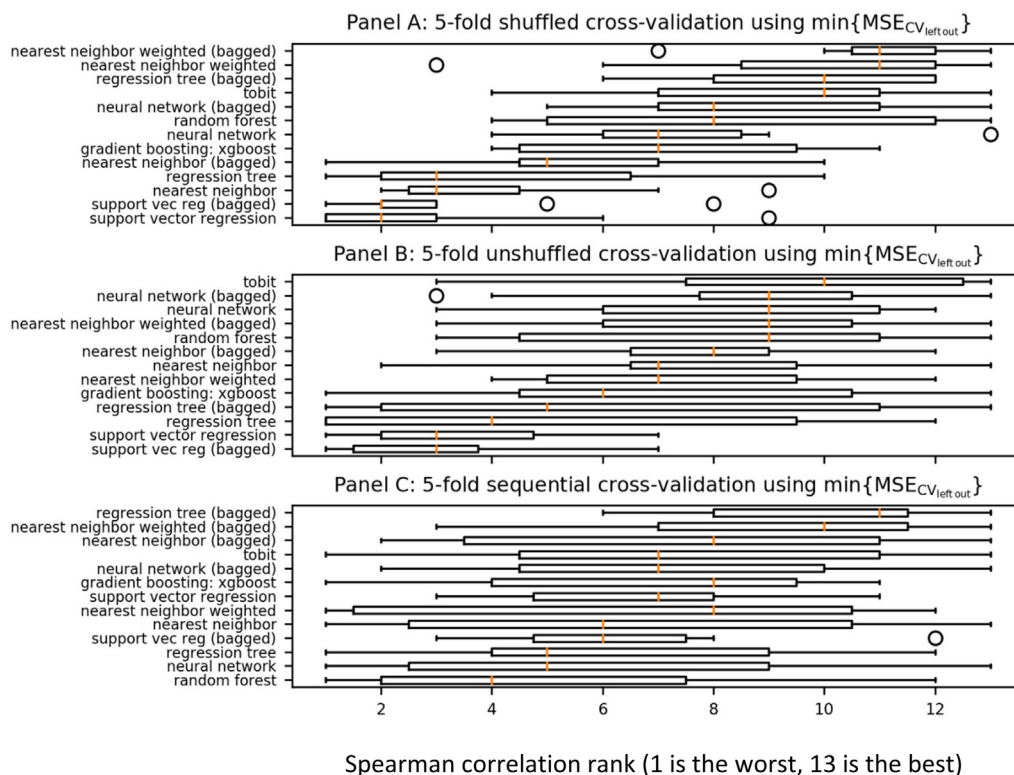 Panel A: 5-fold shuffled cross-validation using min{MSE_CV_left out}
nearest neighbor weighted (bagged)
nearest neighbor weighted
regression tree (bagged)
tobit
neural network (bagged)
random forest
neural network
gradient boosting: xgboost
nearest neighbor (bagged)
regression tree
nearest neighbor
support vec reg (bagged)
support vector regression
Panel B: 5-fold unshuffled cross-validation using min{MSE_CV_left out}
tobit
neural network (bagged)
neural network
nearest neighbor weighted (bagged)
random forest
nearest neighbor (bagged)
nearest neighbor
nearest neighbor weighted
gradient boosting: xgboost
regression tree (bagged)
regression tree
support vector regression
support vec reg (bagged)
Panel C: 5-fold sequential cross-validation using min{MSE_CV_left out}
regression tree (bagged)
nearest neighbor weighted (bagged)
nearest neighbor (bagged)
tobit
neural network (bagged)
gradient boosting: xgboost
support vector regression
nearest neighbor weighted
nearest neighbor
support vec reg (bagged)
regression tree
neural network
random forest
2 4 6 8 10 12
Spearman correlation rank (1 is the worst, 13 is the best)